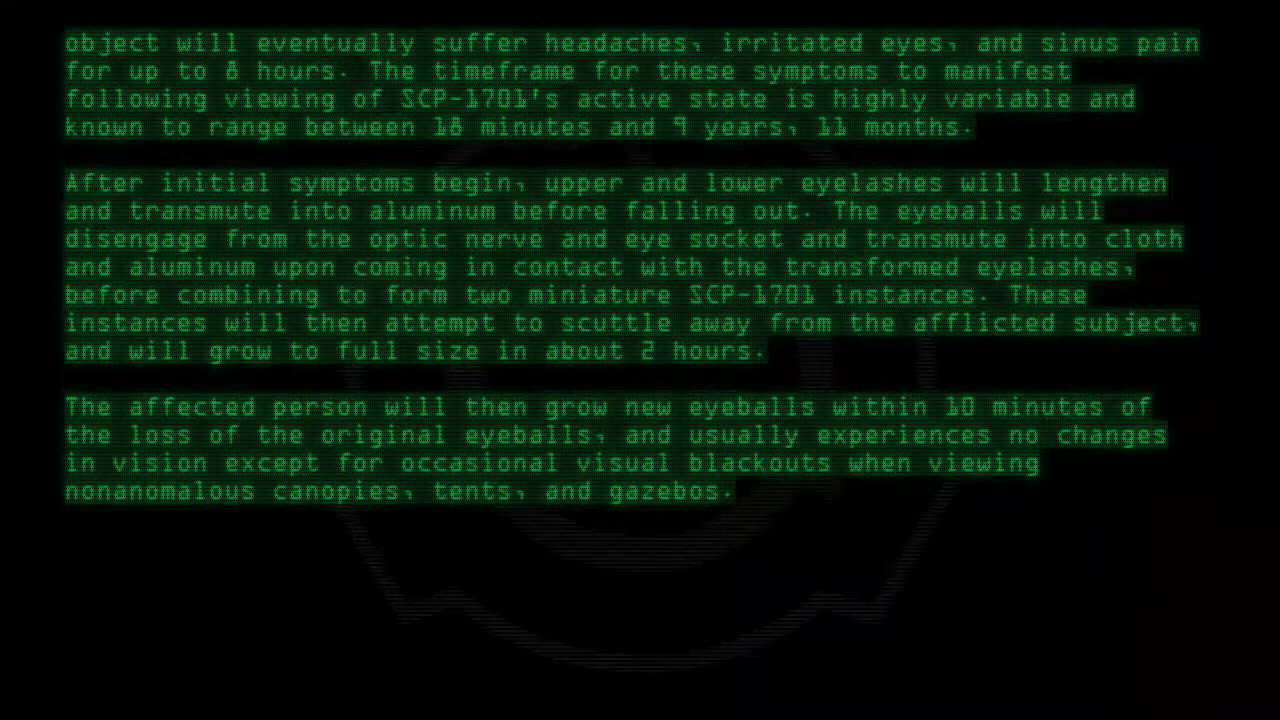 object will eventually suffer headaches, irritated eyes, and sinus pain
for up to 8 hours. The timeframe for these symptoms to manifest
following viewing of SCP-1701's active state is highly variable and
known to range between 18 minutes and 9 years, 11 months.
After initial symptoms begin, upper and lower eyelashes will lengthen
and transmute into aluminum before falling out. The eyeballs will
disengage from the optic nerve and eye socket and transmute into cloth
and aluminum upon coming in contact with the transformed eyelashes,
before combining to form two miniature SCP-1701 instances. These
instances will then attempt to scuttle away from the afflicted subject,
and will grow to full size in about 2 hours.
The affected person will then grow new eyeballs within 10 minutes of
the loss of the original eyeballs, and usually experiences no changes
in vision except for occasional visual blackouts when viewing
nonanomalous canopies, tents, and gazebos.